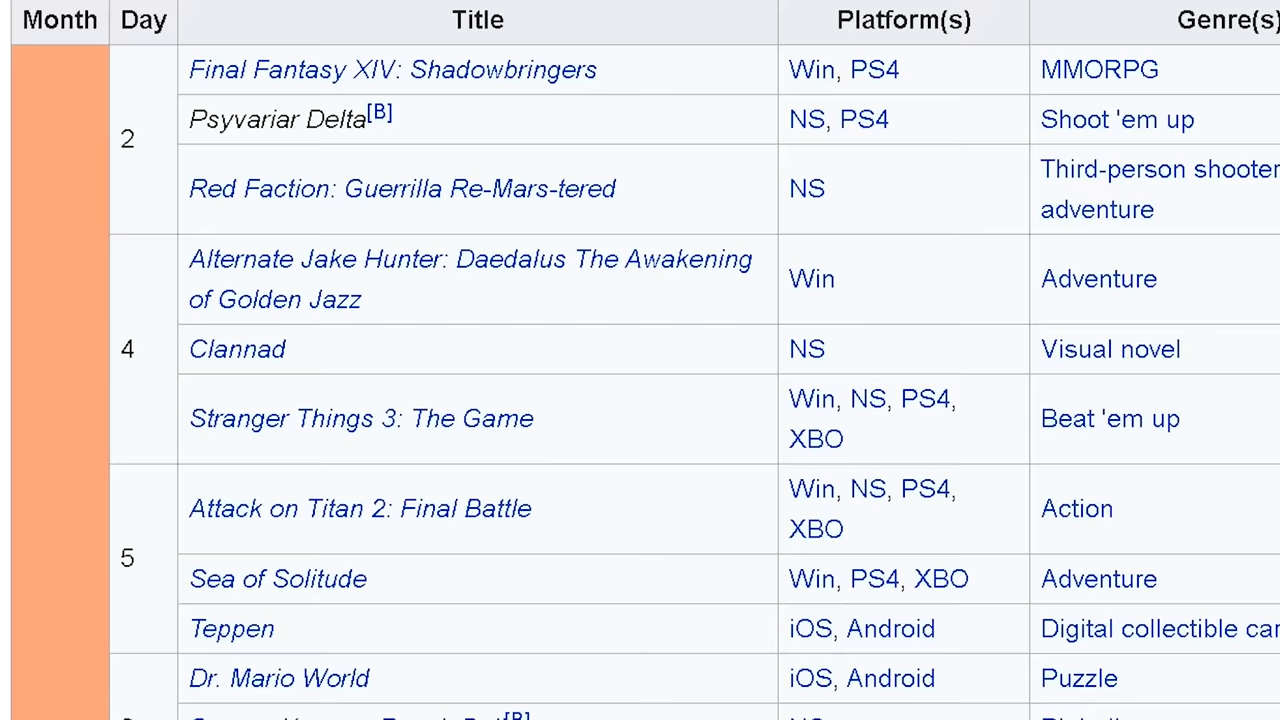 Month Day Title Platform(s) Genre(s)
2
Final Fantasy XIV: Shadowbringers Win, PS4 MMORPG
Psyvariar Delta[B] NS, PS4 Shoot 'em up
Red Faction: Guerrilla Re-Mars-tered NS Third-person shooter
adventure
4
Alternate Jake Hunter: Daedalus The Awakening
of Golden Jazz Win Adventure
Clannad NS Visual novel
Stranger Things 3: The Game Win, NS, PS4,
XBO Beat 'em up
5
Attack on Titan 2: Final Battle Win, NS, PS4,
XBO Action
Sea of Solitude Win, PS4, XBO Adventure
Teppen iOS, Android Digital collectible
Dr. Mario World iOS, Android Puzzle
[B]